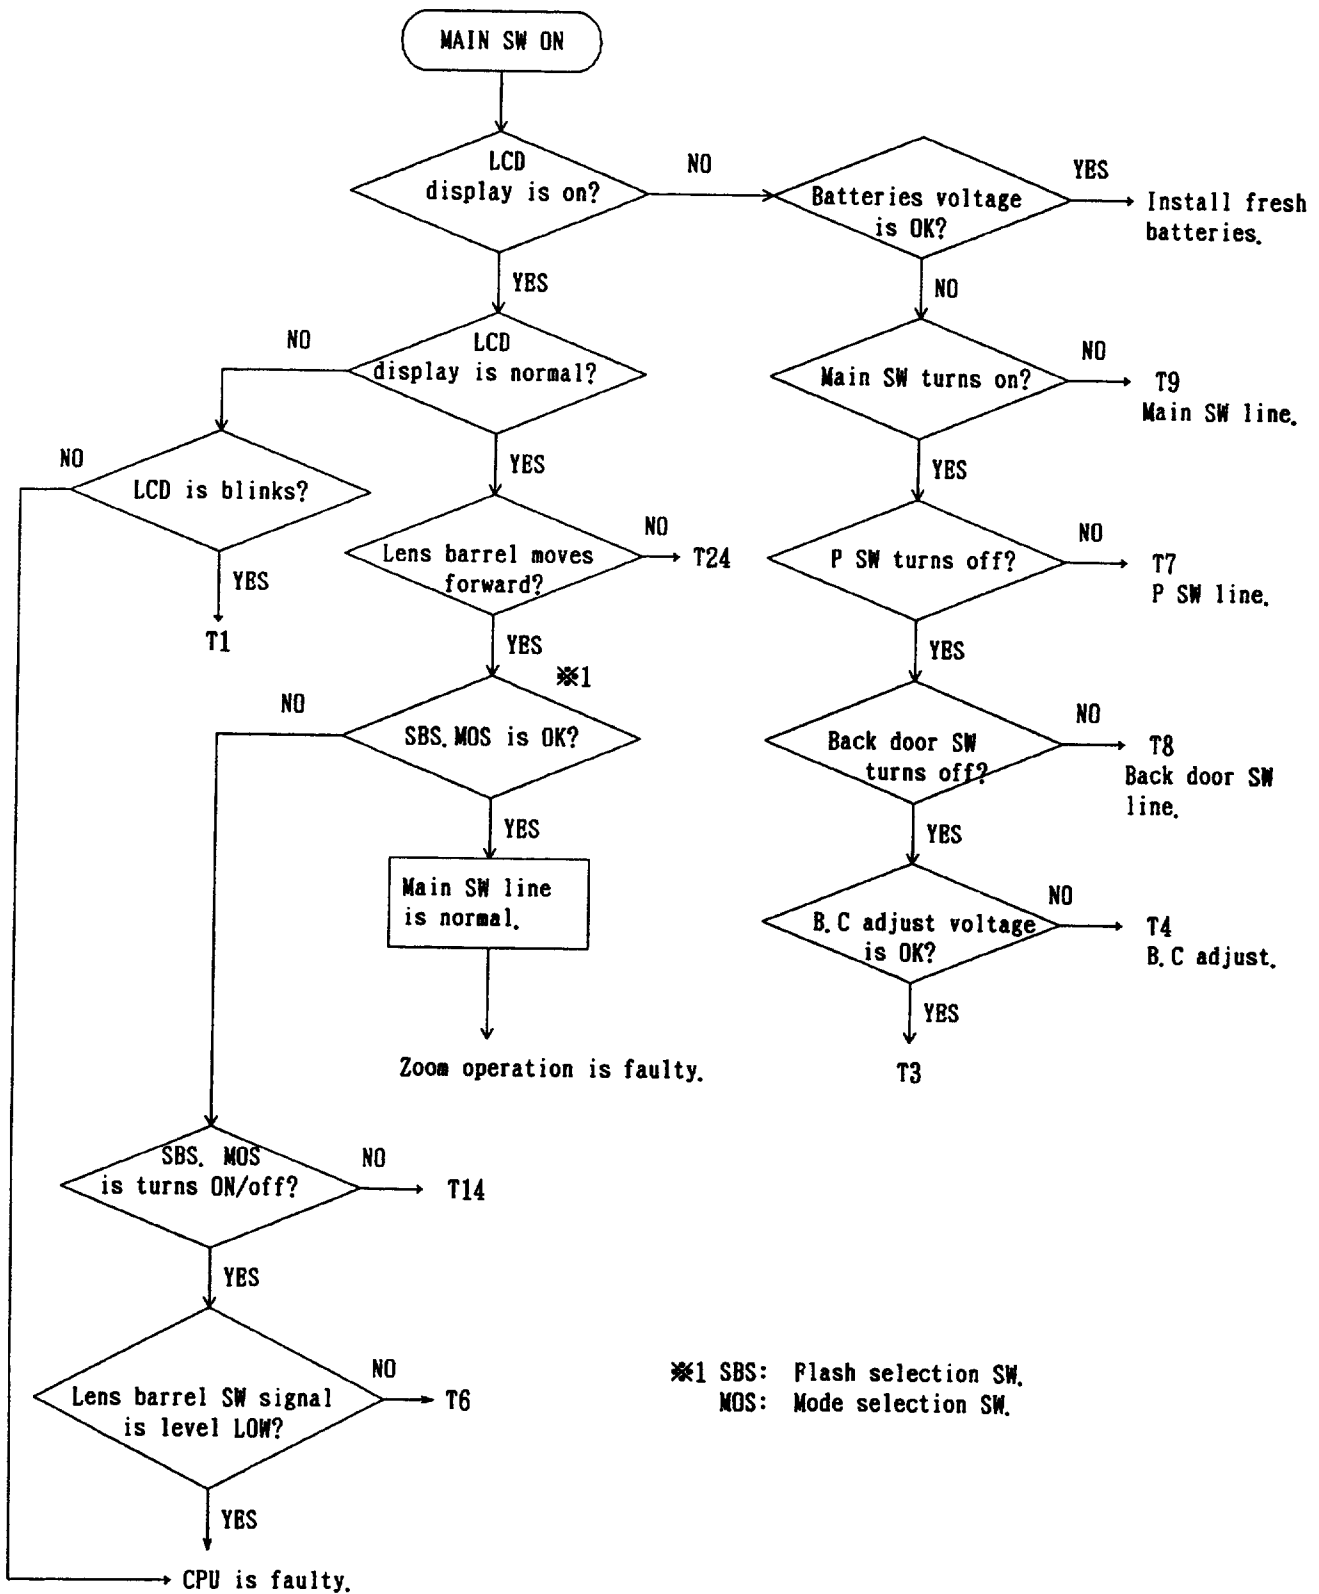 MAIN SW ON
LCD
display is on?
NO
Batteries voltage
is OK?
YES
Install fresh
batteries.
YES
NO
LCD
display is normal?
NO
Main SW turns on?
NO
T9
Main SW line.
YES
YES
LCD is blinks?
NO
YES
T1
Lens barrel moves
forward?
NO
T24
P SW turns off?
NO
T7
P SW line.
YES
YES
※1
SBS. MOS is OK?
NO
Back door SW
turns off?
NO
T8
Back door SW
line.
YES
YES
Main SW line
is normal.
B.C adjust voltage
is OK?
NO
T4
B.C adjust.
YES
Zoom operation is faulty.
T3
SBS. MOS
is turns ON/off?
NO
T14
YES
Lens barrel SW signal
is level LOW?
NO
T6
※1 SBS: Flash selection SW.
MOS: Mode selection SW.
YES
CPU is faulty.